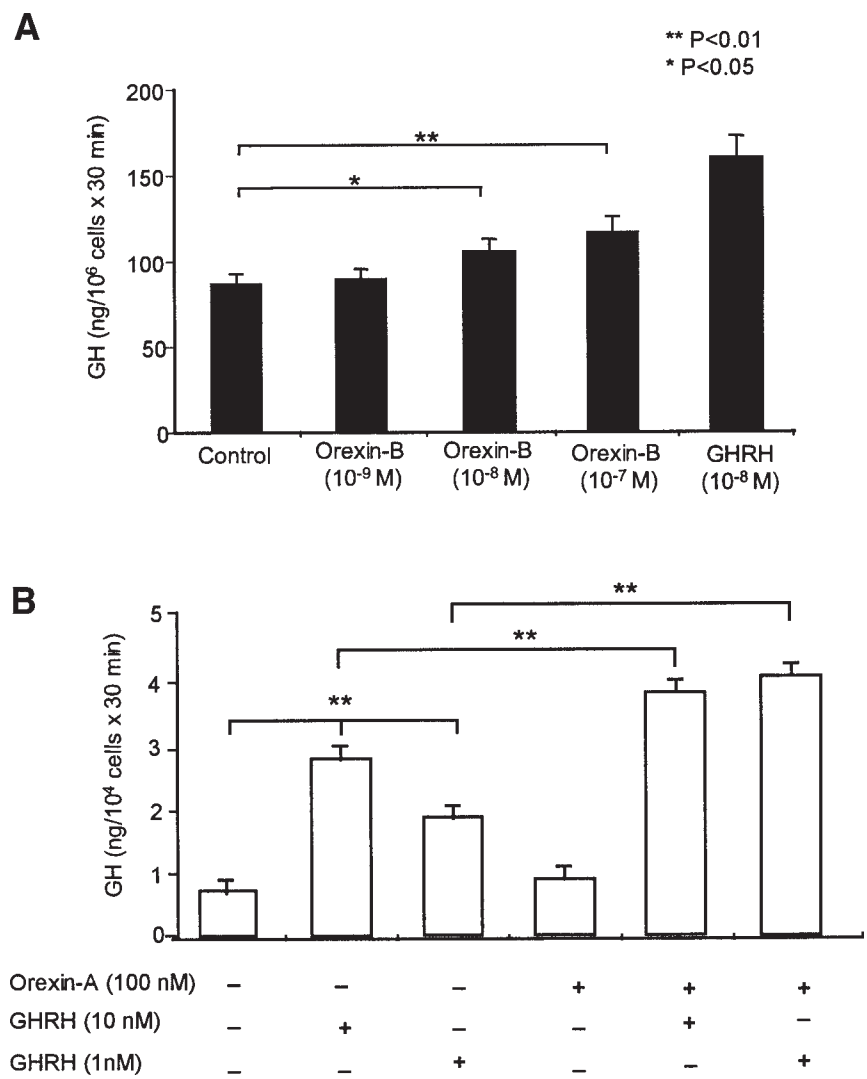 A
** P<0.01
* P<0.05
GH (ng/10⁶ cells x 30 min)
200
150
100
50
0
**
*
Control
Orexin-B
(10⁻⁹ M)
Orexin-B
(10⁻⁸ M)
Orexin-B
(10⁻⁷ M)
GHRH
(10⁻⁸ M)
B
GH (ng/10⁴ cells x 30 min)
5
4
3
2
1
0
**
**
**
Orexin-A (100 nM) – – – + + +
GHRH (10 nM) – + – – + –
GHRH (1nM) – – + – – +